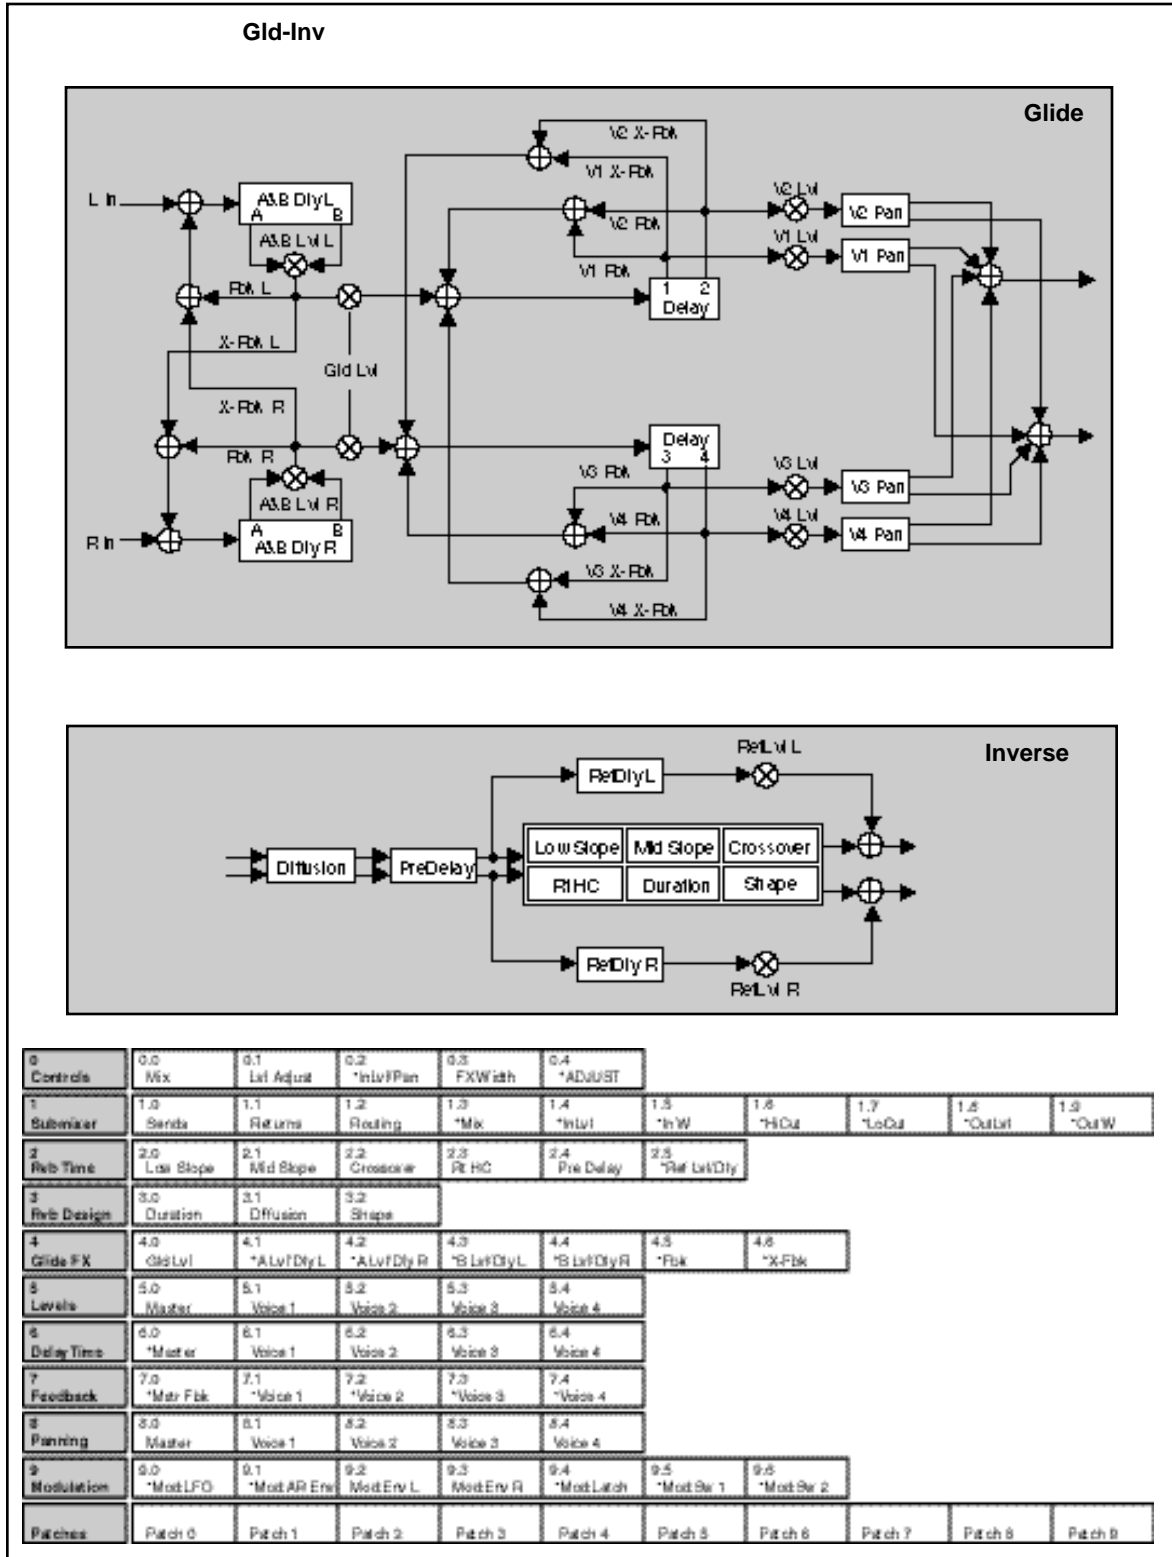 Gld-Inv
Glide
V2 X-Fbk
V1 X-Fbk
L In
A&B Dly L
A B
A&B Lvl L
V2 Fbk
V1 Fbk
V2 Lvl
V2 Pan
V1 Lvl
V1 Pan
Fbk L
1 2
Delay
X-Fbk L
Gld Lvl
X-Fbk R
Fbk R
Delay
3 4
A&B Lvl R
V3 Fbk
V3 Lvl
V3 Pan
R In
A B
A&B Dly R
V4 Fbk
V4 Lvl
V4 Pan
V3 X-Fbk
V4 X-Fbk
Inverse
RefLvl L
RefDly L
Diffusion
PreDelay
Low Slope Mid Slope Crossover
Rt HC Duration Shape
RefDly R
RefLvl R
0 0.0 0.1 0.2 0.3 0.4
Controls Mix Lvl Adjust *InLvl/Pan FX Width *ADJUST
1 1.0 1.1 1.2 1.3 1.4 1.5 1.6 1.7 1.8 1.9
Submixer Sends Returns Routing *Mix *InLvl *In W *HiCut *LoCut *OutLvl *Out W
2 2.0 2.1 2.2 2.3 2.4 2.5
Rvb Time Low Slope Mid Slope Crossover Rt HC Pre Delay *Ref Lvl/Dly
3 3.0 3.1 3.2
Rvb Design Duration Diffusion Shape
4 4.0 4.1 4.2 4.3 4.4 4.5 4.6
Glide FX Gld Lvl *A Lvl/Dly L *A Lvl/Dly R *B Lvl/Dly L *B Lvl/Dly R *Fbk *X-Fbk
5 5.0 5.1 5.2 5.3 5.4
Levels Master Voice 1 Voice 2 Voice 3 Voice 4
6 6.0 6.1 6.2 6.3 6.4
Delay Time *Master Voice 1 Voice 2 Voice 3 Voice 4
7 7.0 7.1 7.2 7.3 7.4
Feedback *Mstr Fbk *Voice 1 *Voice 2 *Voice 3 *Voice 4
8 8.0 8.1 8.2 8.3 8.4
Panning Master Voice 1 Voice 2 Voice 3 Voice 4
9 9.0 9.1 9.2 9.3 9.4 9.5 9.6
Modulation *Mod:LFO *Mod:AR Env Mod:Env L Mod:Env R *Mod:Latch *Mod:Sw 1 *Mod:Sw 2
Patches Patch 0 Patch 1 Patch 2 Patch 3 Patch 4 Patch 5 Patch 6 Patch 7 Patch 8 Patch 9